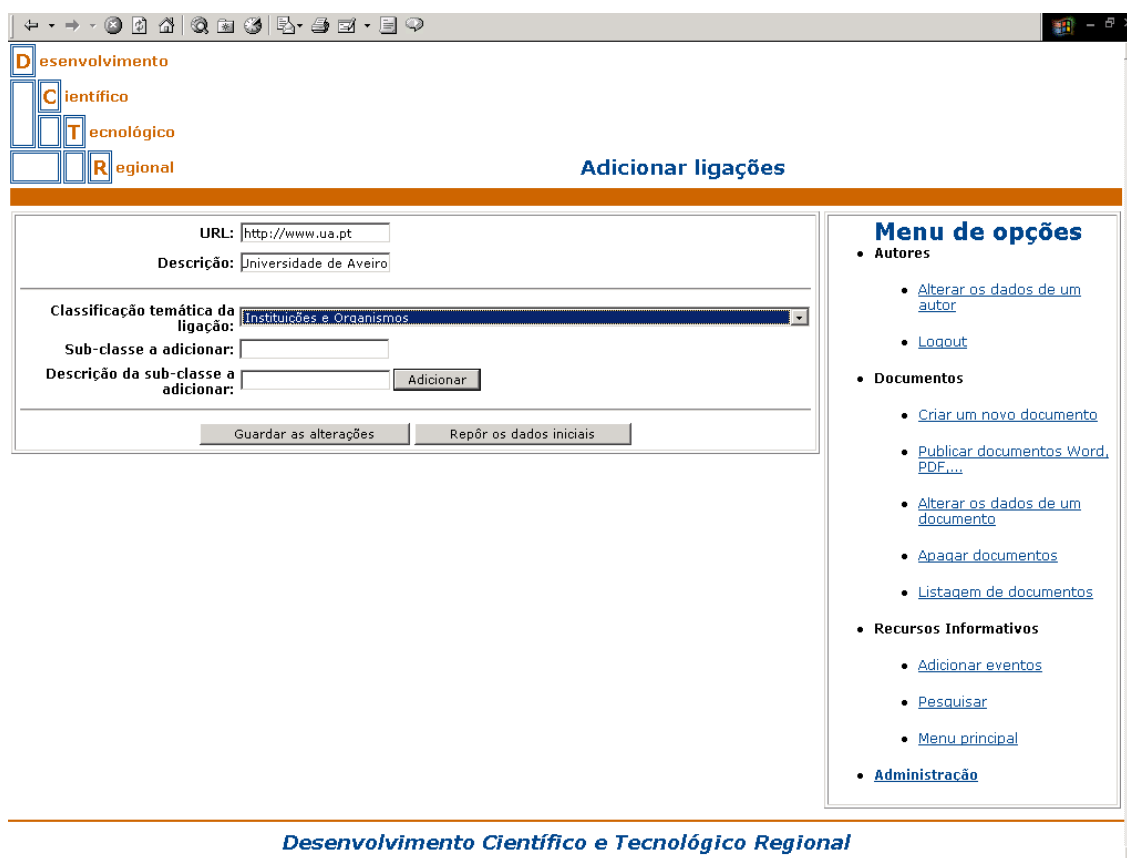 Desenvolvimento
Científico
Tecnológico
Regional
Adicionar ligações
URL: http://www.ua.pt
Descrição: Universidade de Aveiro
Classificação temática da
ligação: Instituições e Organismos
Sub-classe a adicionar:
Descrição da sub-classe a
adicionar: Adicionar
Guardar as alterações Repôr os dados iniciais
Menu de opções
• Autores
• Alterar os dados de um
autor
• Logout
• Documentos
• Criar um novo documento
• Publicar documentos Word,
PDF,...
• Alterar os dados de um
documento
• Apagar documentos
• Listagem de documentos
• Recursos Informativos
• Adicionar eventos
• Pesquisar
• Menu principal
• Administração
Desenvolvimento Científico e Tecnológico Regional